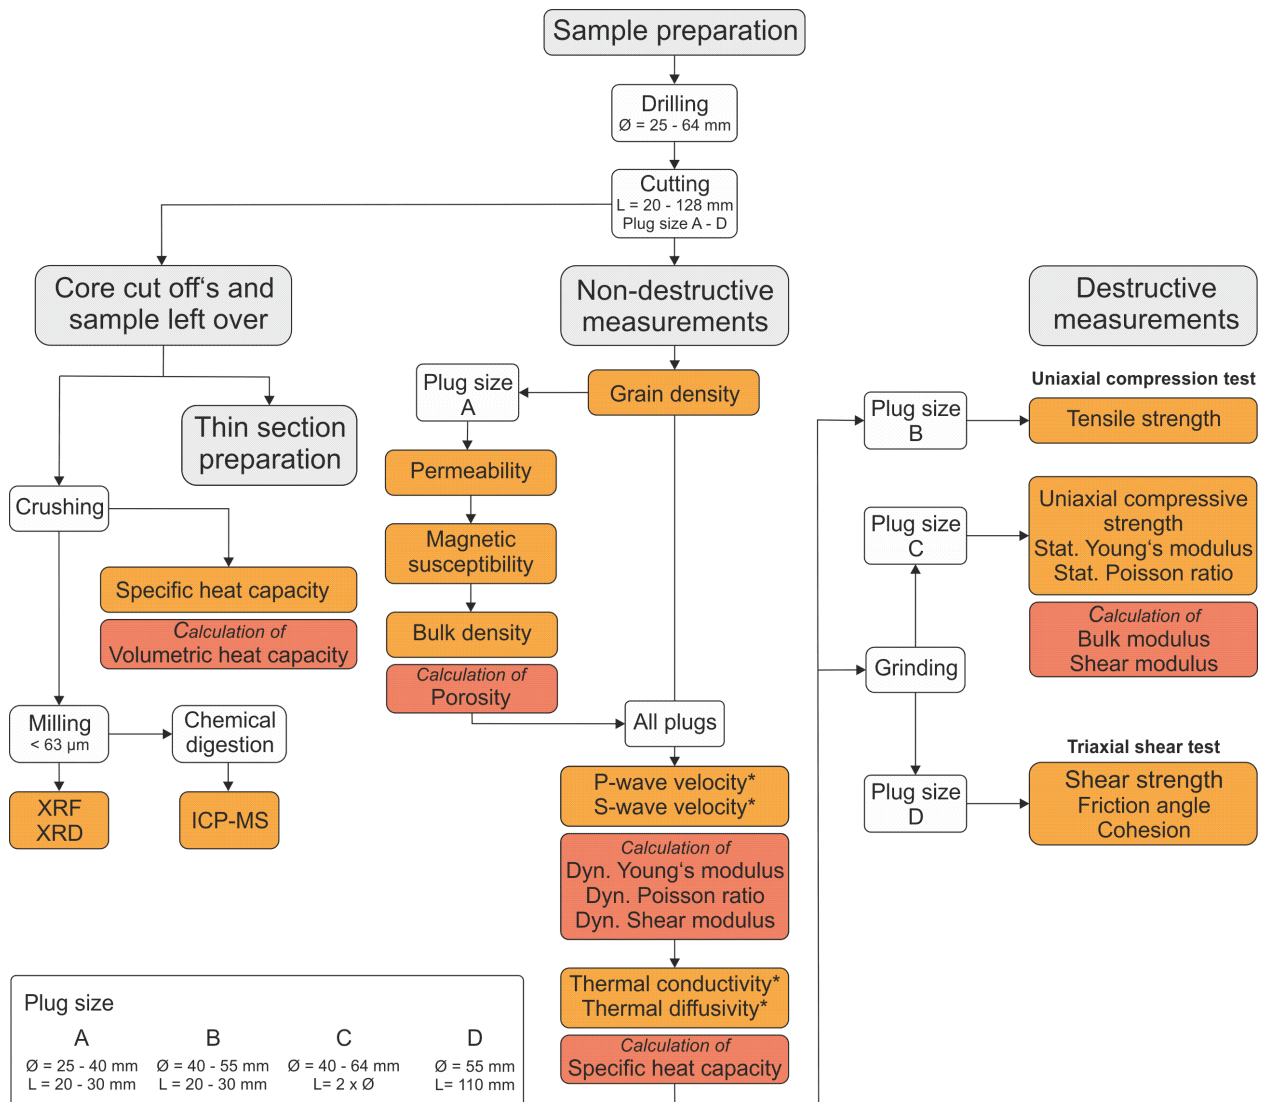 Sample preparation
Drilling
Ø = 25 - 64 mm
Cutting
L = 20 - 128 mm
Plug size A - D
Core cut off‘s and
sample left over
Thin section
preparation
Crushing
Specific heat capacity
Calculation of
Volumetric heat capacity
Milling
< 63 µm
Chemical
digestion
XRF
XRD
ICP-MS
Non-destructive
measurements
Grain density
Plug size
A
Permeability
Magnetic
susceptibility
Bulk density
Calculation of
Porosity
All plugs
P-wave velocity*
S-wave velocity*
Calculation of
Dyn. Young‘s modulus
Dyn. Poisson ratio
Dyn. Shear modulus
Thermal conductivity*
Thermal diffusivity*
Calculation of
Specific heat capacity
Destructive
measurements
Uniaxial compression test
Plug size
B
Tensile strength
Plug size
C
Uniaxial compressive
strength
Stat. Young‘s modulus
Stat. Poisson ratio
Calculation of
Bulk modulus
Shear modulus
Grinding
Triaxial shear test
Plug size
D
Shear strength
Friction angle
Cohesion
Plug size
A B C D
Ø = 25 - 40 mm Ø = 40 - 55 mm Ø = 40 - 64 mm Ø = 55 mm
L = 20 - 30 mm L = 20 - 30 mm L= 2 x Ø L= 110 mm